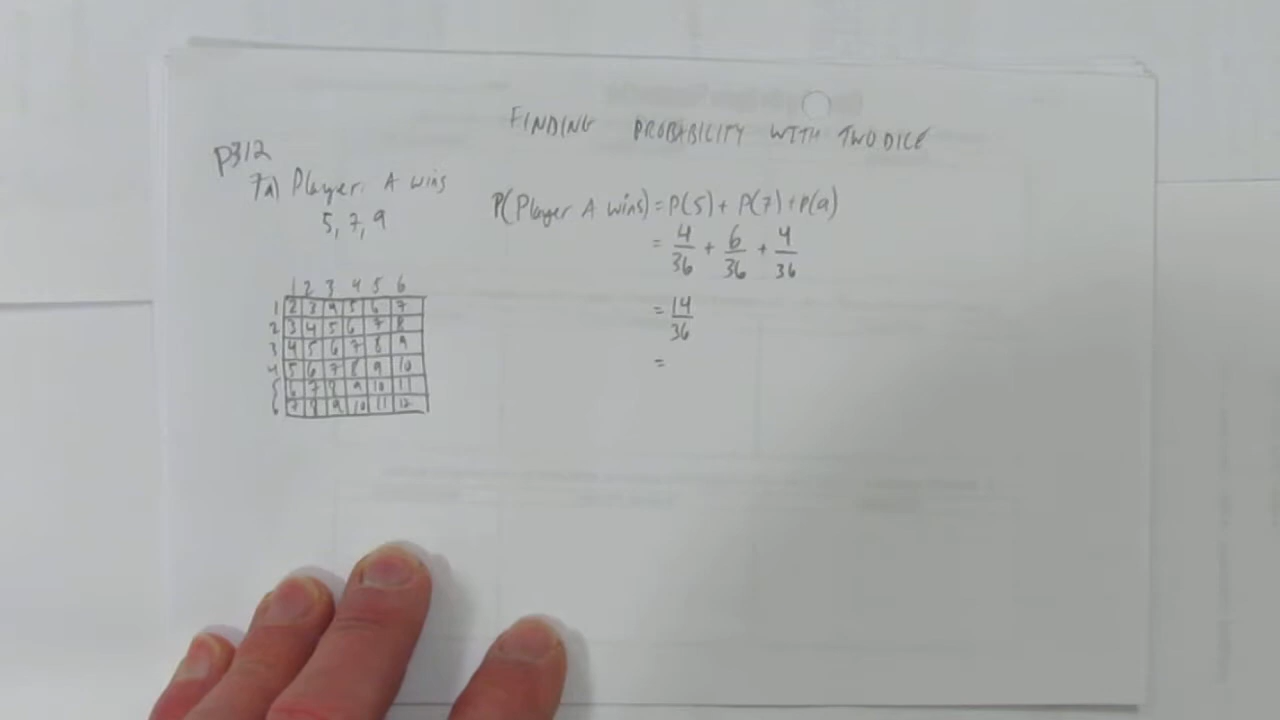 FINDING PROBABILITY WITH TWO DICE
p312
7a) Player A wins
5, 7, 9
P(Player A wins) = P(5) + P(7) + P(9)
= 4/36 + 6/36 + 4/36
= 14/36
=
1 2 3 4 5 6
1 2 3 4 5 6 7
2 3 4 5 6 7 8
3 4 5 6 7 8 9
4 5 6 7 8 9 10
5 6 7 8 9 10 11
6 7 8 9 10 11 12